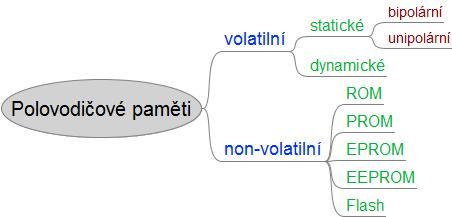 Polovodičové paměti
volatilní
statické
bipolární
unipolární
dynamické
non-volatilní
ROM
PROM
EPROM
EEPROM
Flash